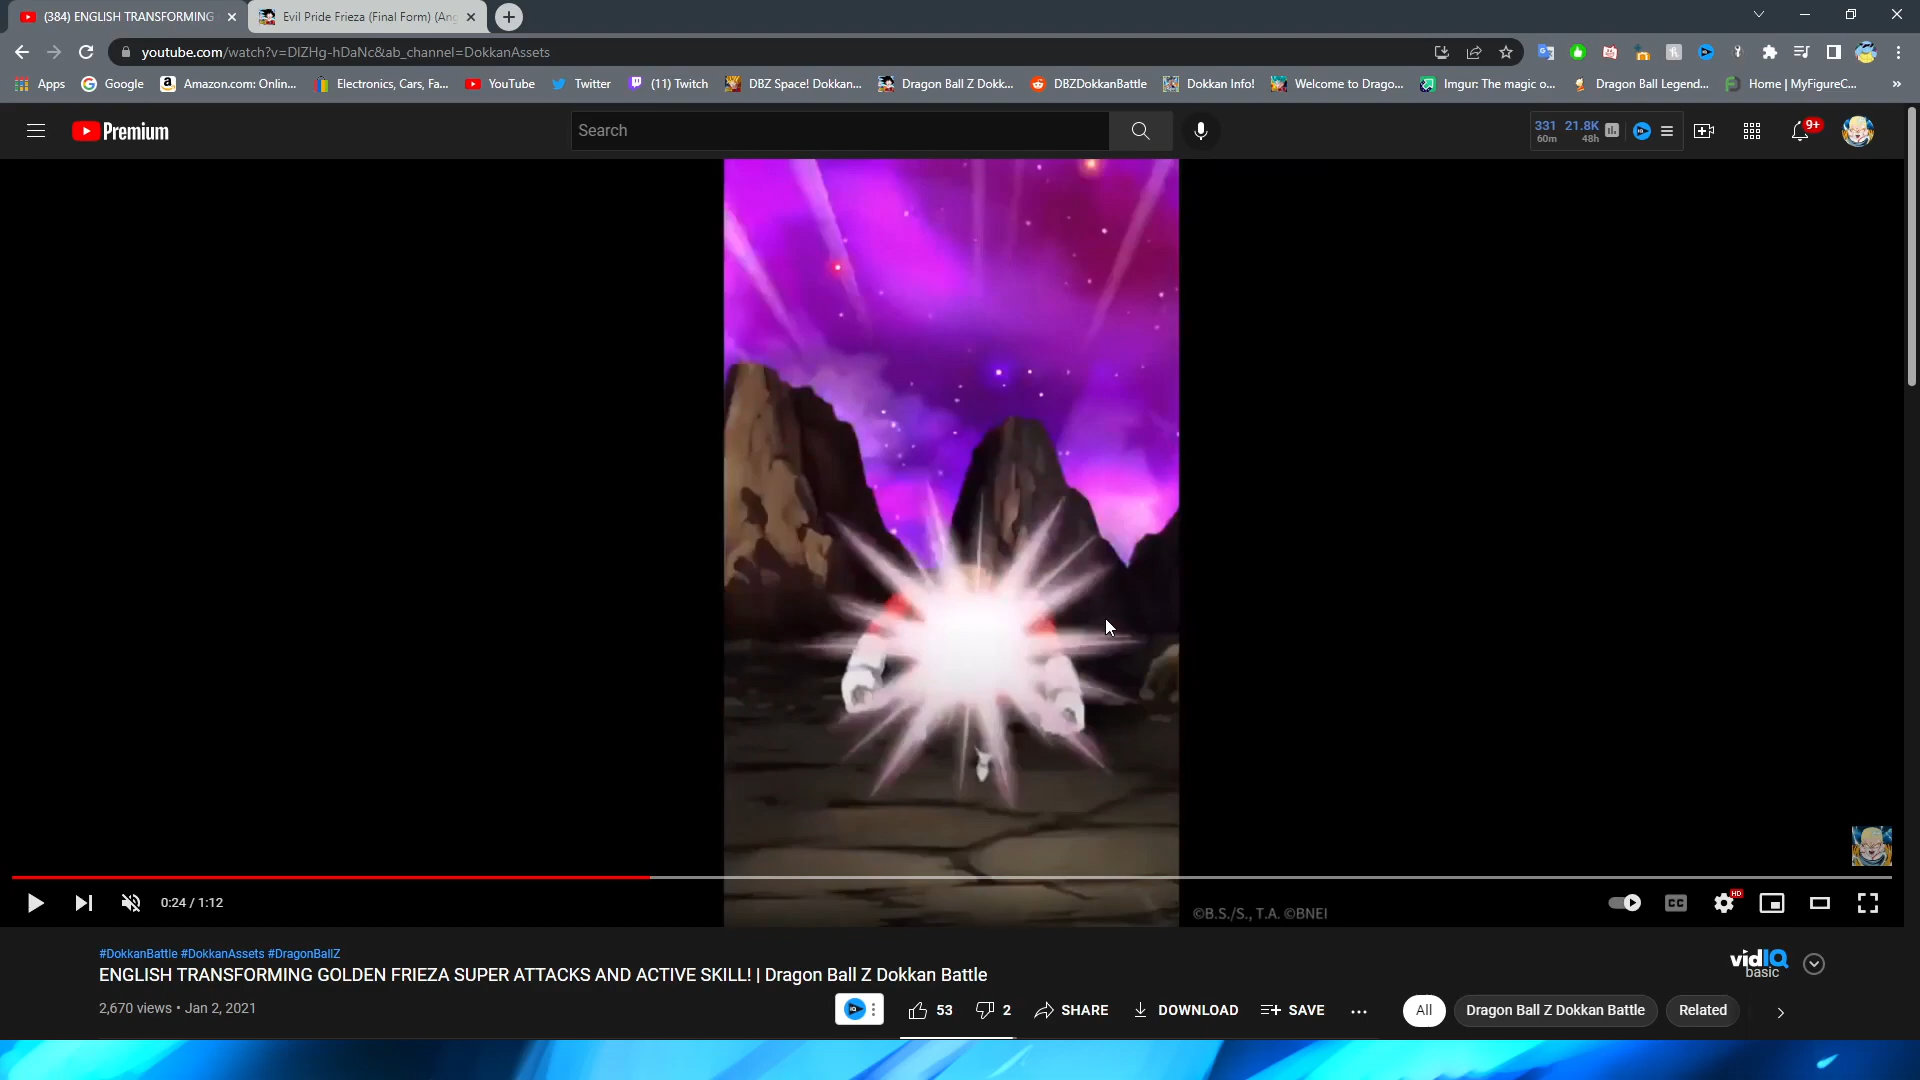 (384) ENGLISH TRANSFORMING
Evil Pride Frieza (Final Form) (Ang
youtube.com/watch?v=DlZHg-hDaNc&ab_channel=DokkanAssets
Apps
Google
Amazon.com: Onlin...
Electronics, Cars, Fa...
YouTube
Twitter
(11) Twitch
DBZ Space! Dokkan...
Dragon Ball Z Dokk...
DBZDokkanBattle
Dokkan Info!
Welcome to Drago...
Imgur: The magic o...
Dragon Ball Legend...
Home | MyFigureC...
»
Premium
Search
331 21.8K
60m 48h
9+
0:24 / 1:12
CC
HD
©B.S./S., T.A. ©BNEI
#DokkanBattle #DokkanAssets #DragonBallZ
ENGLISH TRANSFORMING GOLDEN FRIEZA SUPER ATTACKS AND ACTIVE SKILL! | Dragon Ball Z Dokkan Battle
vidIQ
basic
2,670 views • Jan 2, 2021
53
2
SHARE
DOWNLOAD
SAVE
...
All
Dragon Ball Z Dokkan Battle
Related